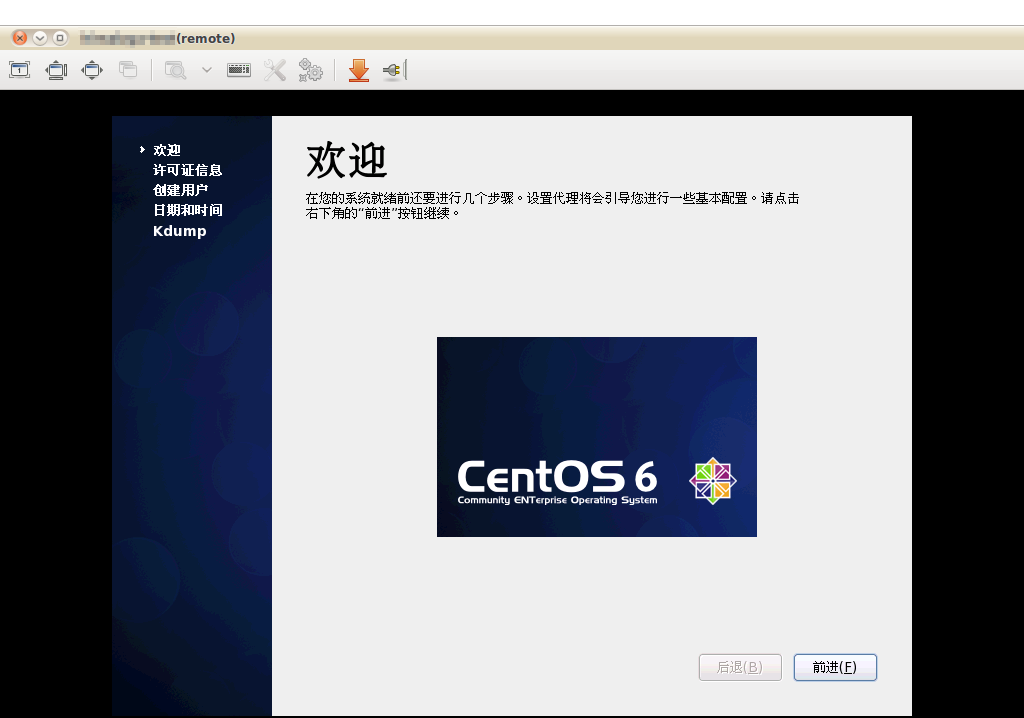 (remote)
欢迎
许可证信息
创建用户
日期和时间
Kdump
欢迎
在您的系统就绪前还要进行几个步骤。设置代理将会引导您进行一些基本配置。请点击
右下角的“前进”按钮继续。
CentOS 6
Community ENTerprise Operating System
后退(B)
前进(F)